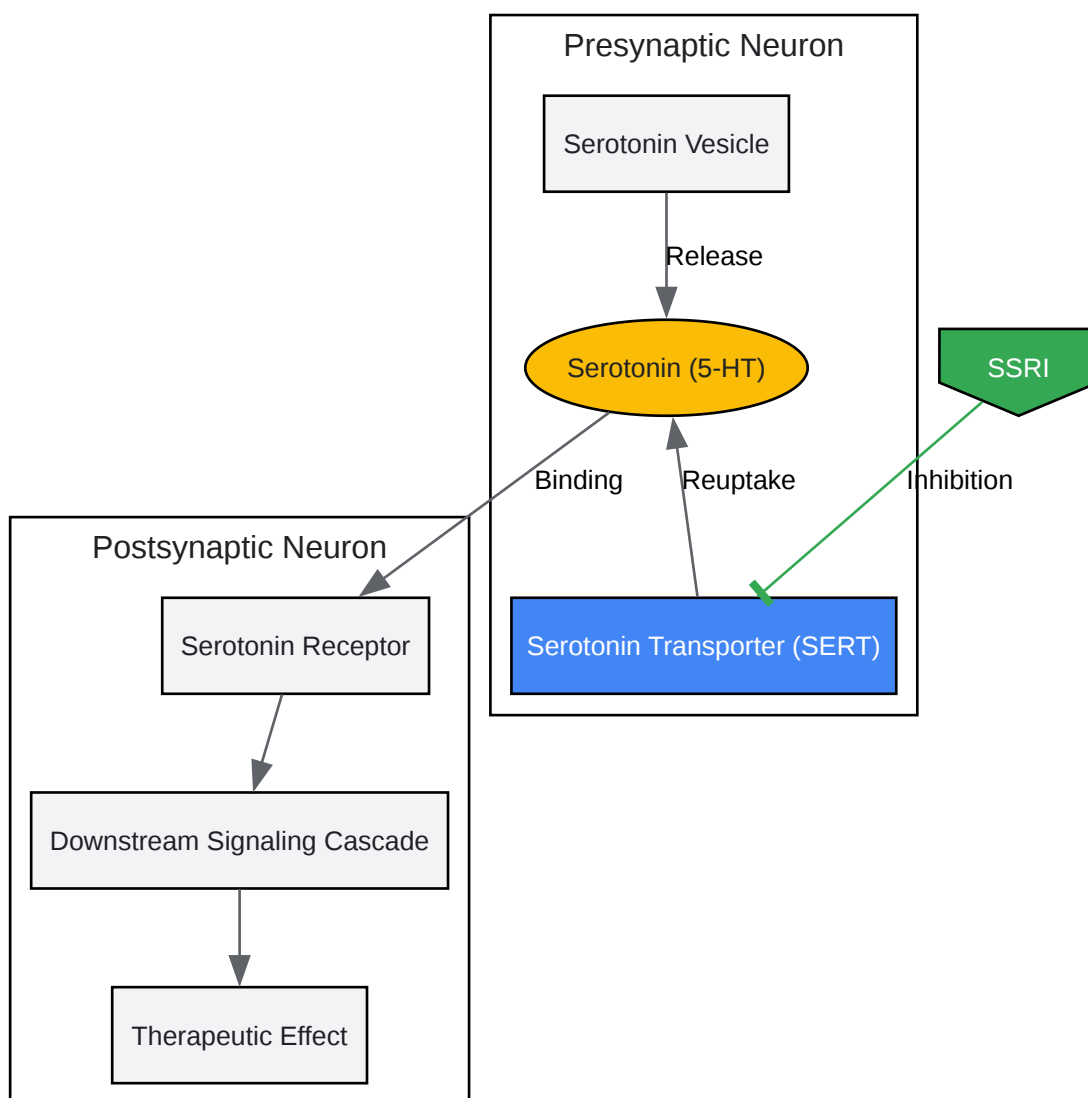 Presynaptic Neuron
Serotonin Vesicle
Release
Serotonin (5-HT)
SSRI
Binding
Reuptake
Inhibition
Postsynaptic Neuron
Serotonin Receptor
Serotonin Transporter (SERT)
Downstream Signaling Cascade
Therapeutic Effect